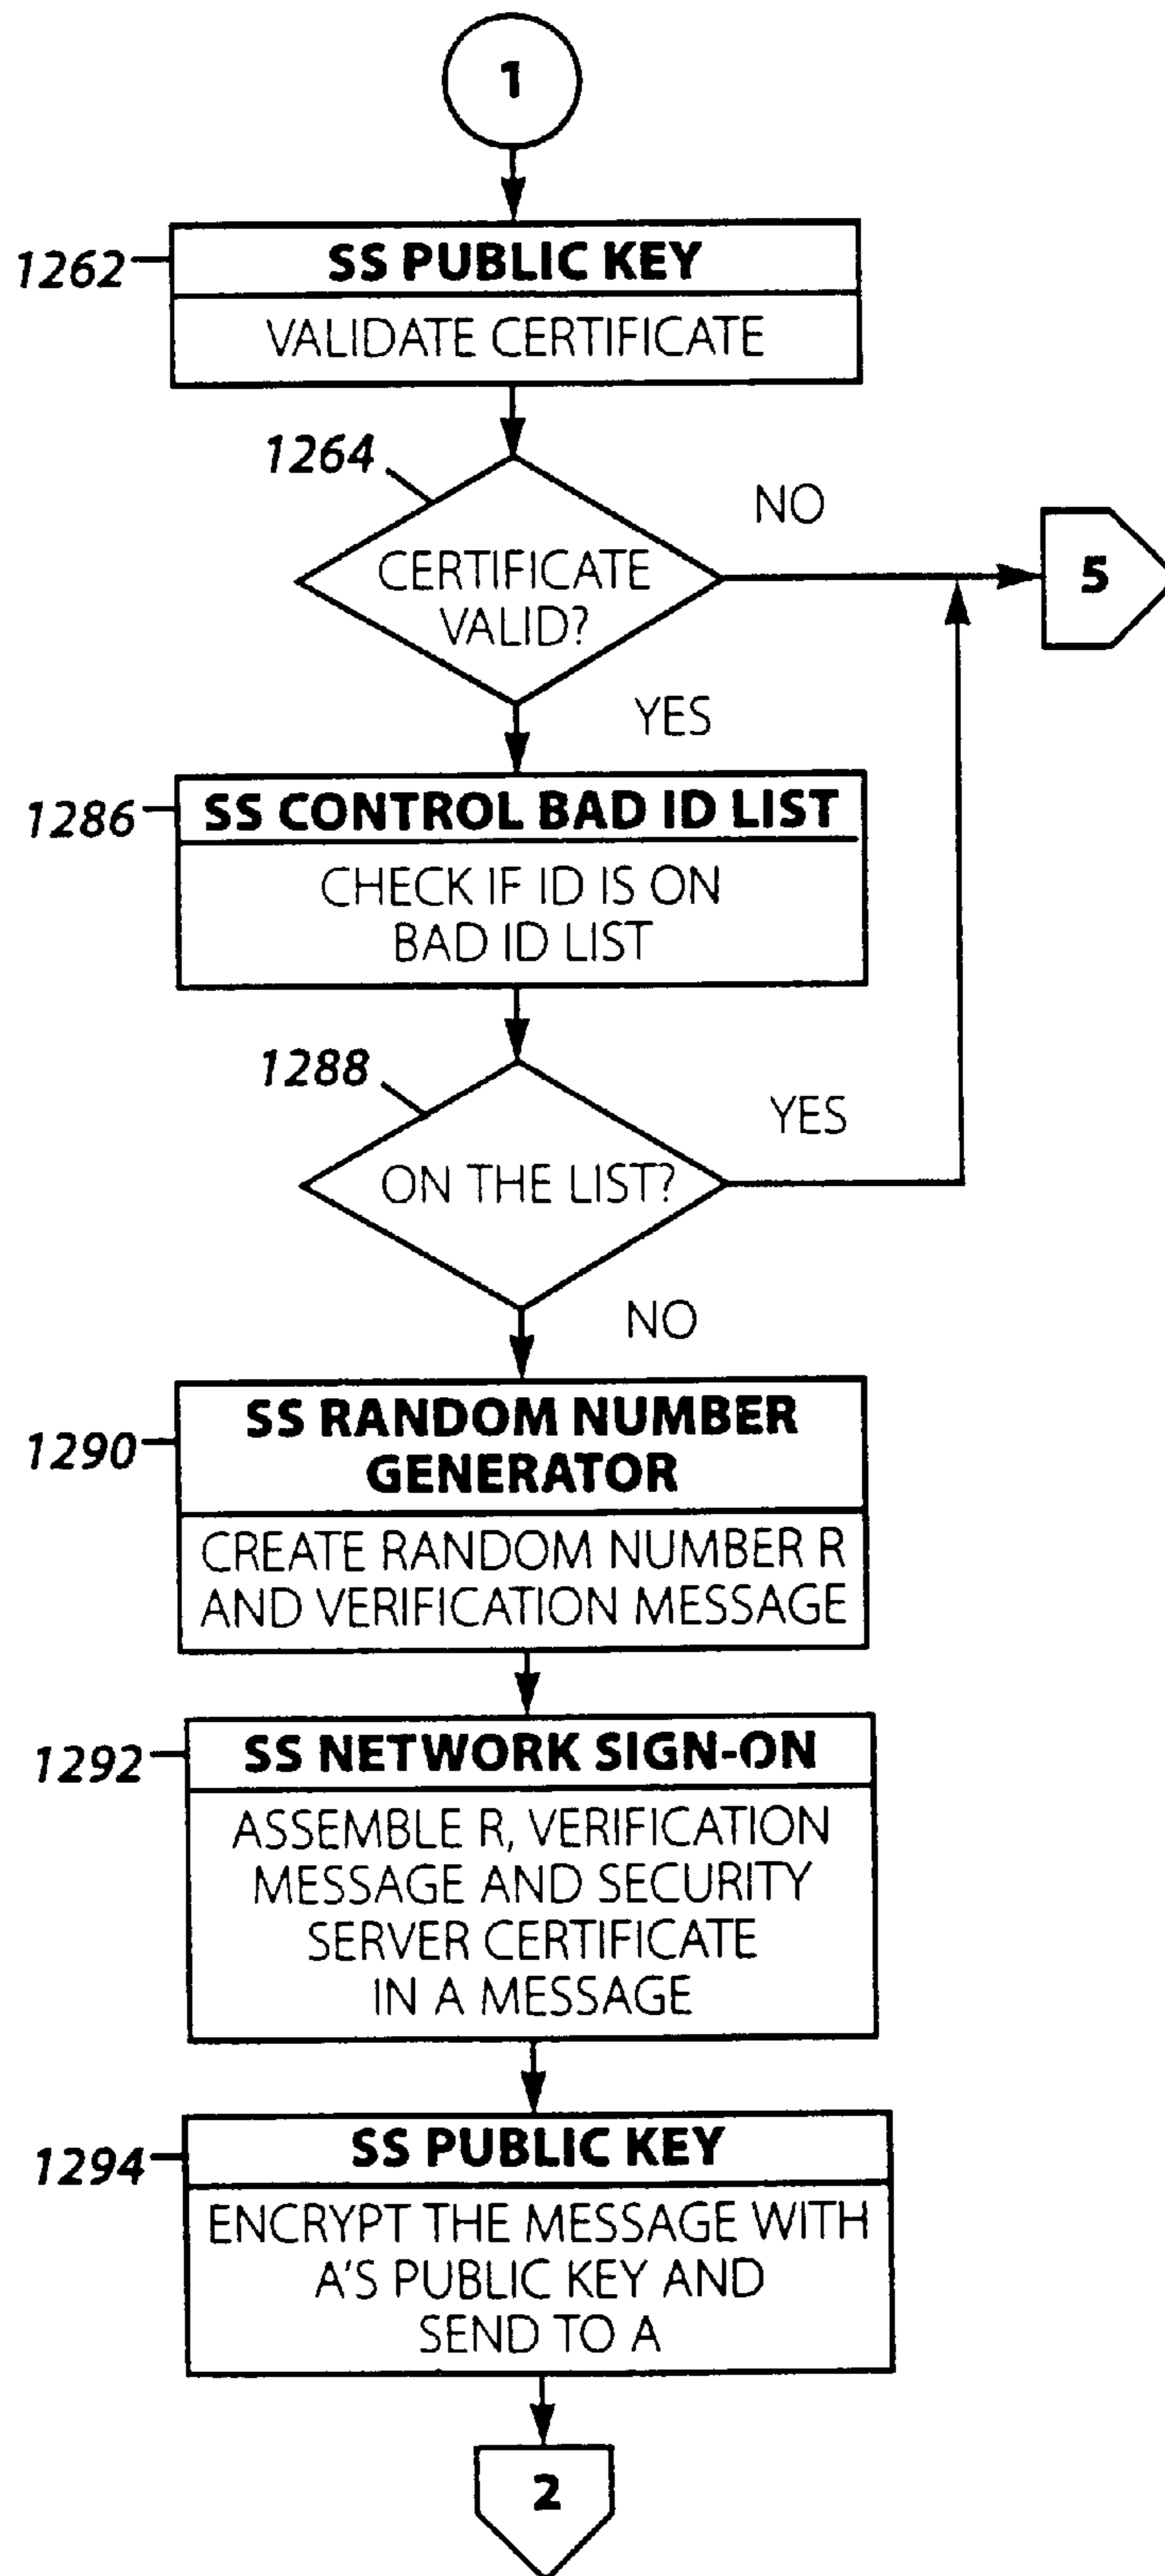 1
1262
SS PUBLIC KEY
VALIDATE CERTIFICATE
1264
NO
CERTIFICATE
VALID?
5
YES
1286
SS CONTROL BAD ID LIST
CHECK IF ID IS ON
BAD ID LIST
1288
YES
ON THE LIST?
NO
1290
SS RANDOM NUMBER
GENERATOR
CREATE RANDOM NUMBER R
AND VERIFICATION MESSAGE
1292
SS NETWORK SIGN-ON
ASSEMBLE R, VERIFICATION
MESSAGE AND SECURITY
SERVER CERTIFICATE
IN A MESSAGE
1294
SS PUBLIC KEY
ENCRYPT THE MESSAGE WITH
A'S PUBLIC KEY AND
SEND TO A
2